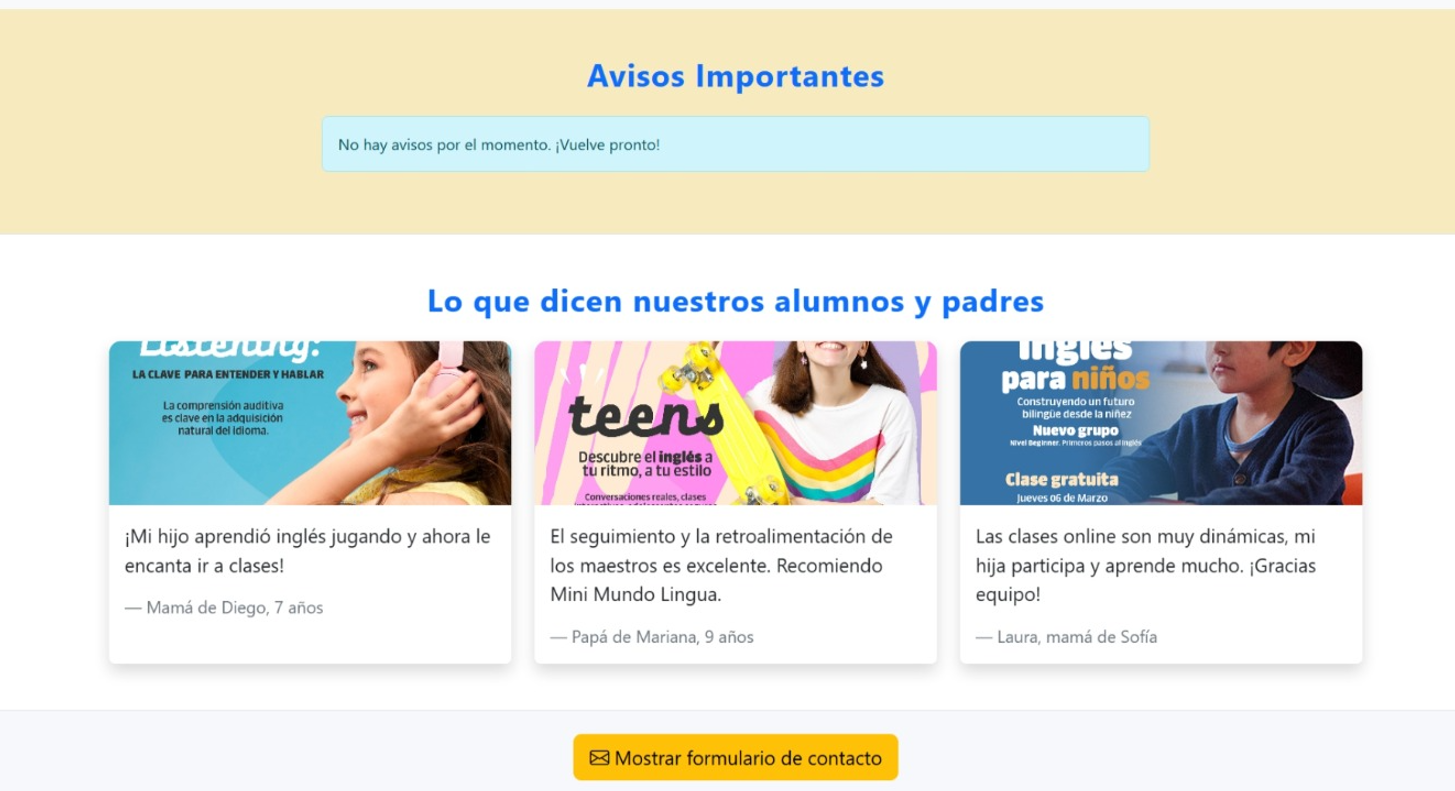 Avisos Importantes
No hay avisos por el momento. ¡Vuelve pronto!
Lo que dicen nuestros alumnos y padres
Listening:
LA CLAVE PARA ENTENDER Y HABLAR
La comprensión auditiva
es clave en la adquisición
natural del idioma.
¡Mi hijo aprendió inglés jugando y ahora le
encanta ir a clases!
— Mamá de Diego, 7 años
teens
Descubre el inglés a
tu ritmo, a tu estilo
Conversaciones reales, clases
El seguimiento y la retroalimentación de
los maestros es excelente. Recomiendo
Mini Mundo Lingua.
— Papá de Mariana, 9 años
Inglés
para niños
Construyendo un futuro
bilingüe desde la niñez
Nuevo grupo
Nivel Beginner. Primeros pasos al inglés
Clase gratuita
Jueves 06 de Marzo
Las clases online son muy dinámicas, mi
hija participa y aprende mucho. ¡Gracias
equipo!
— Laura, mamá de Sofía
Mostrar formulario de contacto